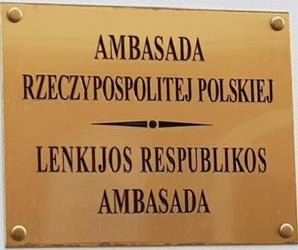 AMBASADA
RZECZYPOSPOLITEJ POLSKIEJ
LENKIJOS RESPUBLIKOS
AMBASADA